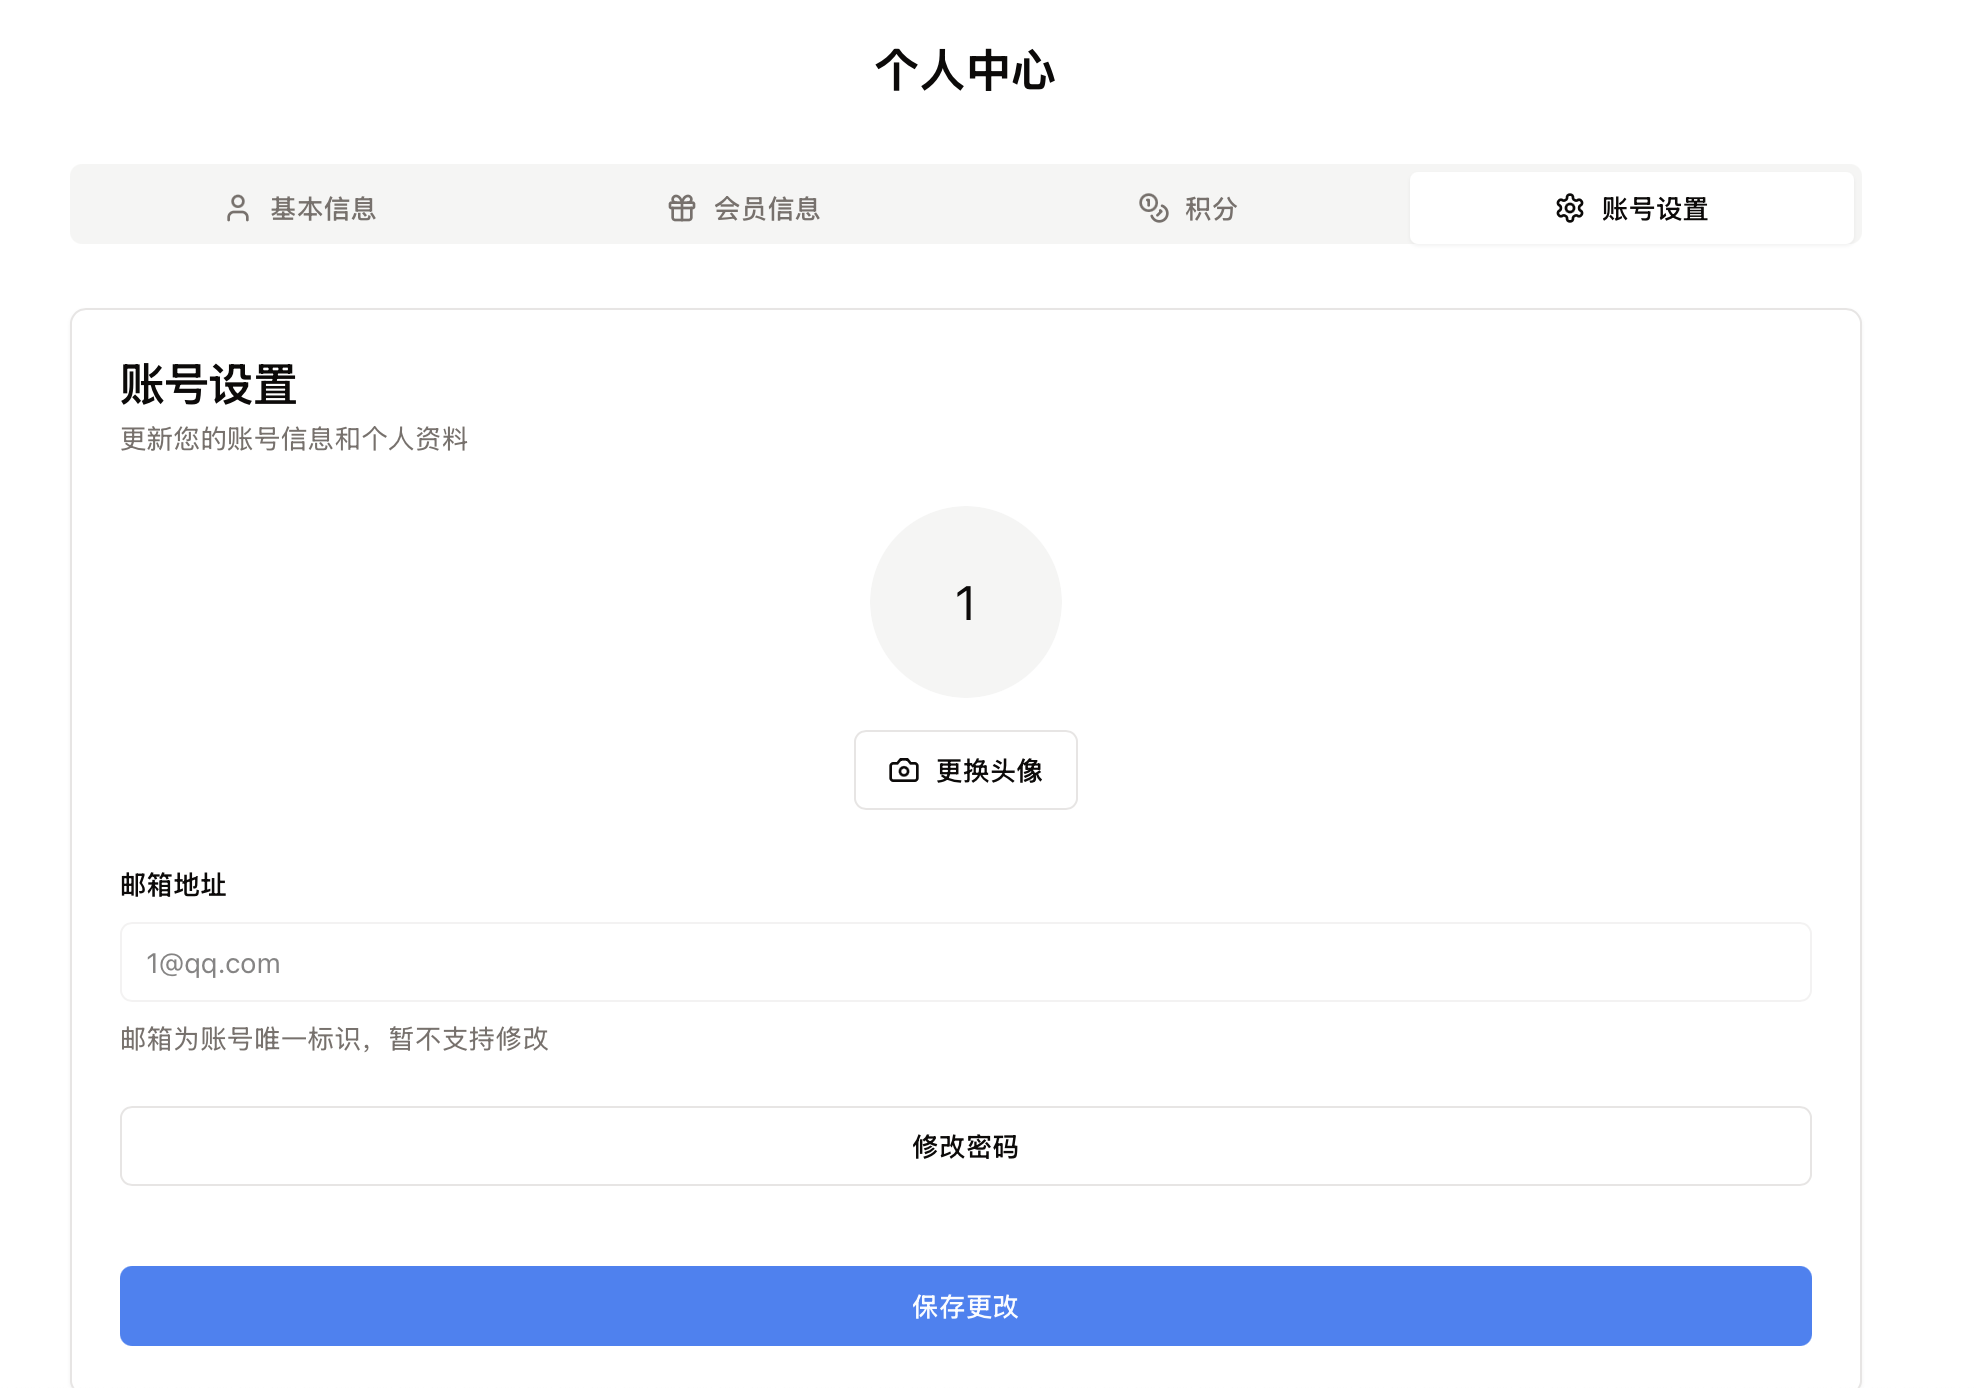 个人中心
基本信息
会员信息
积分
账号设置
账号设置
更新您的账号信息和个人资料
1
更换头像
邮箱地址
1@qq.com
邮箱为账号唯一标识，暂不支持修改
修改密码
保存更改